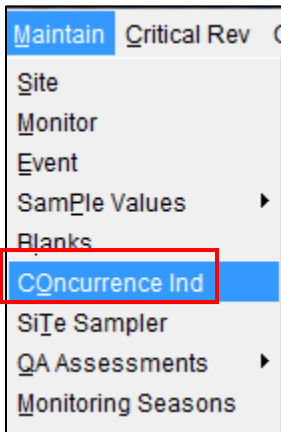 Maintain Critical Rev
Site
Monitor
Event
SamPle Values
Blanks
COncurrence Ind
SiTe Sampler
QA Assessments
Monitoring Seasons